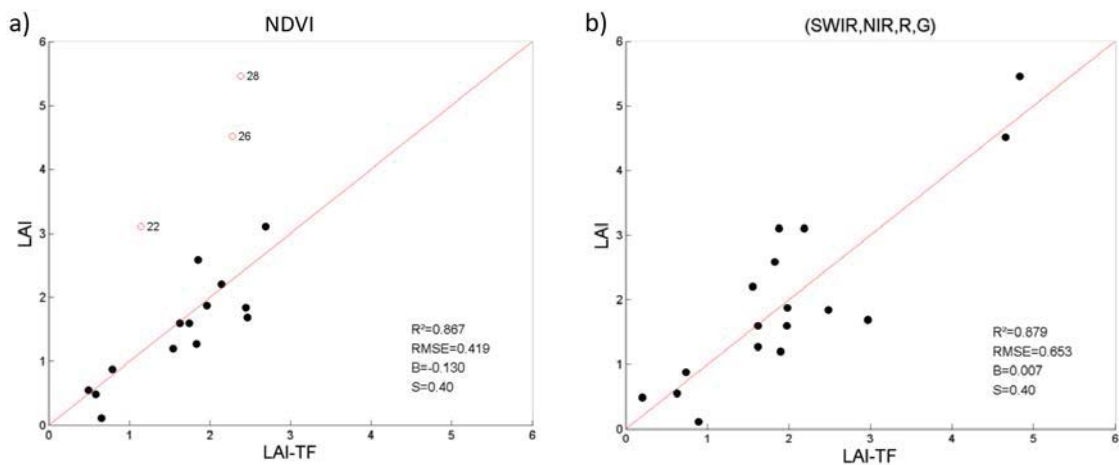 a)
NDVI
6
5
4
3
2
1
0
LAI
28
26
22
R²=0.867
RMSE=0.419
B=-0.130
S=0.40
0 1 2 3 4 5 6
LAI-TF
b)
(SWIR,NIR,R,G)
6
5
4
3
2
1
0
LAI
R²=0.879
RMSE=0.653
B=0.007
S=0.40
0 1 2 3 4 5 6
LAI-TF